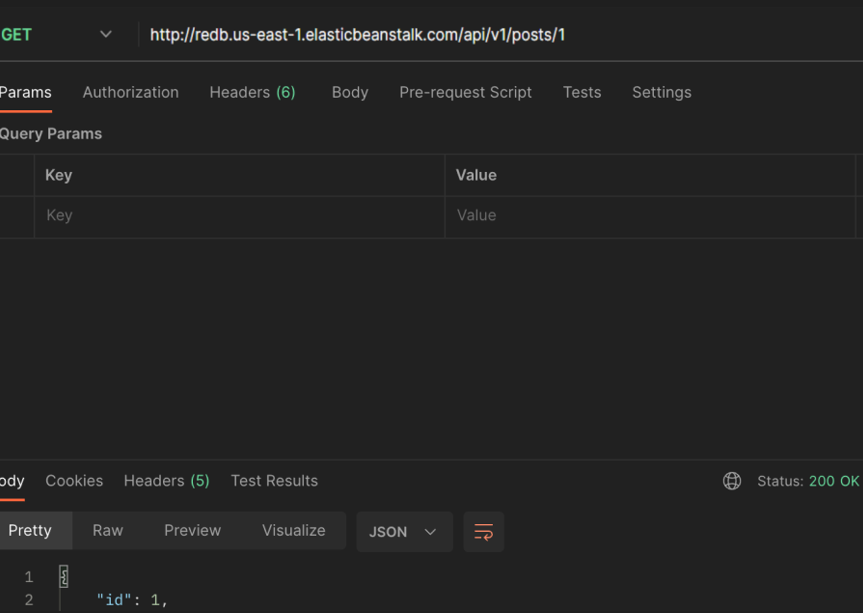 GET http://redb.us-east-1.elasticbeanstalk.com/api/v1/posts/1
Params Authorization Headers (6) Body Pre-request Script Tests Settings
Query Params
Key Value
Key Value
ody Cookies Headers (5) Test Results Status: 200 OK
Pretty Raw Preview Visualize JSON
1 {
2 "id": 1,